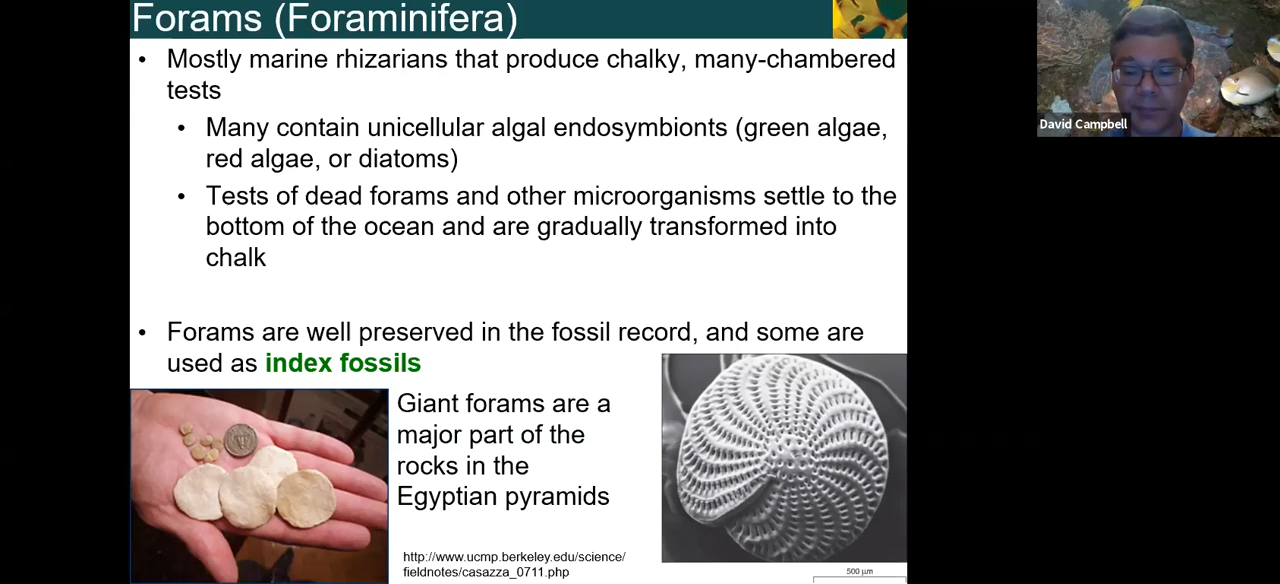 Forams (Foraminifera)
• Mostly marine rhizarians that produce chalky, many-chambered
tests
• Many contain unicellular algal endosymbionts (green algae,
red algae, or diatoms)
• Tests of dead forams and other microorganisms settle to the
bottom of the ocean and are gradually transformed into
chalk
• Forams are well preserved in the fossil record, and some are
used as index fossils
Giant forams are a
major part of the
rocks in the
Egyptian pyramids
http://www.ucmp.berkeley.edu/science/
fieldnotes/casazza_0711.php
500 µm
David Campbell